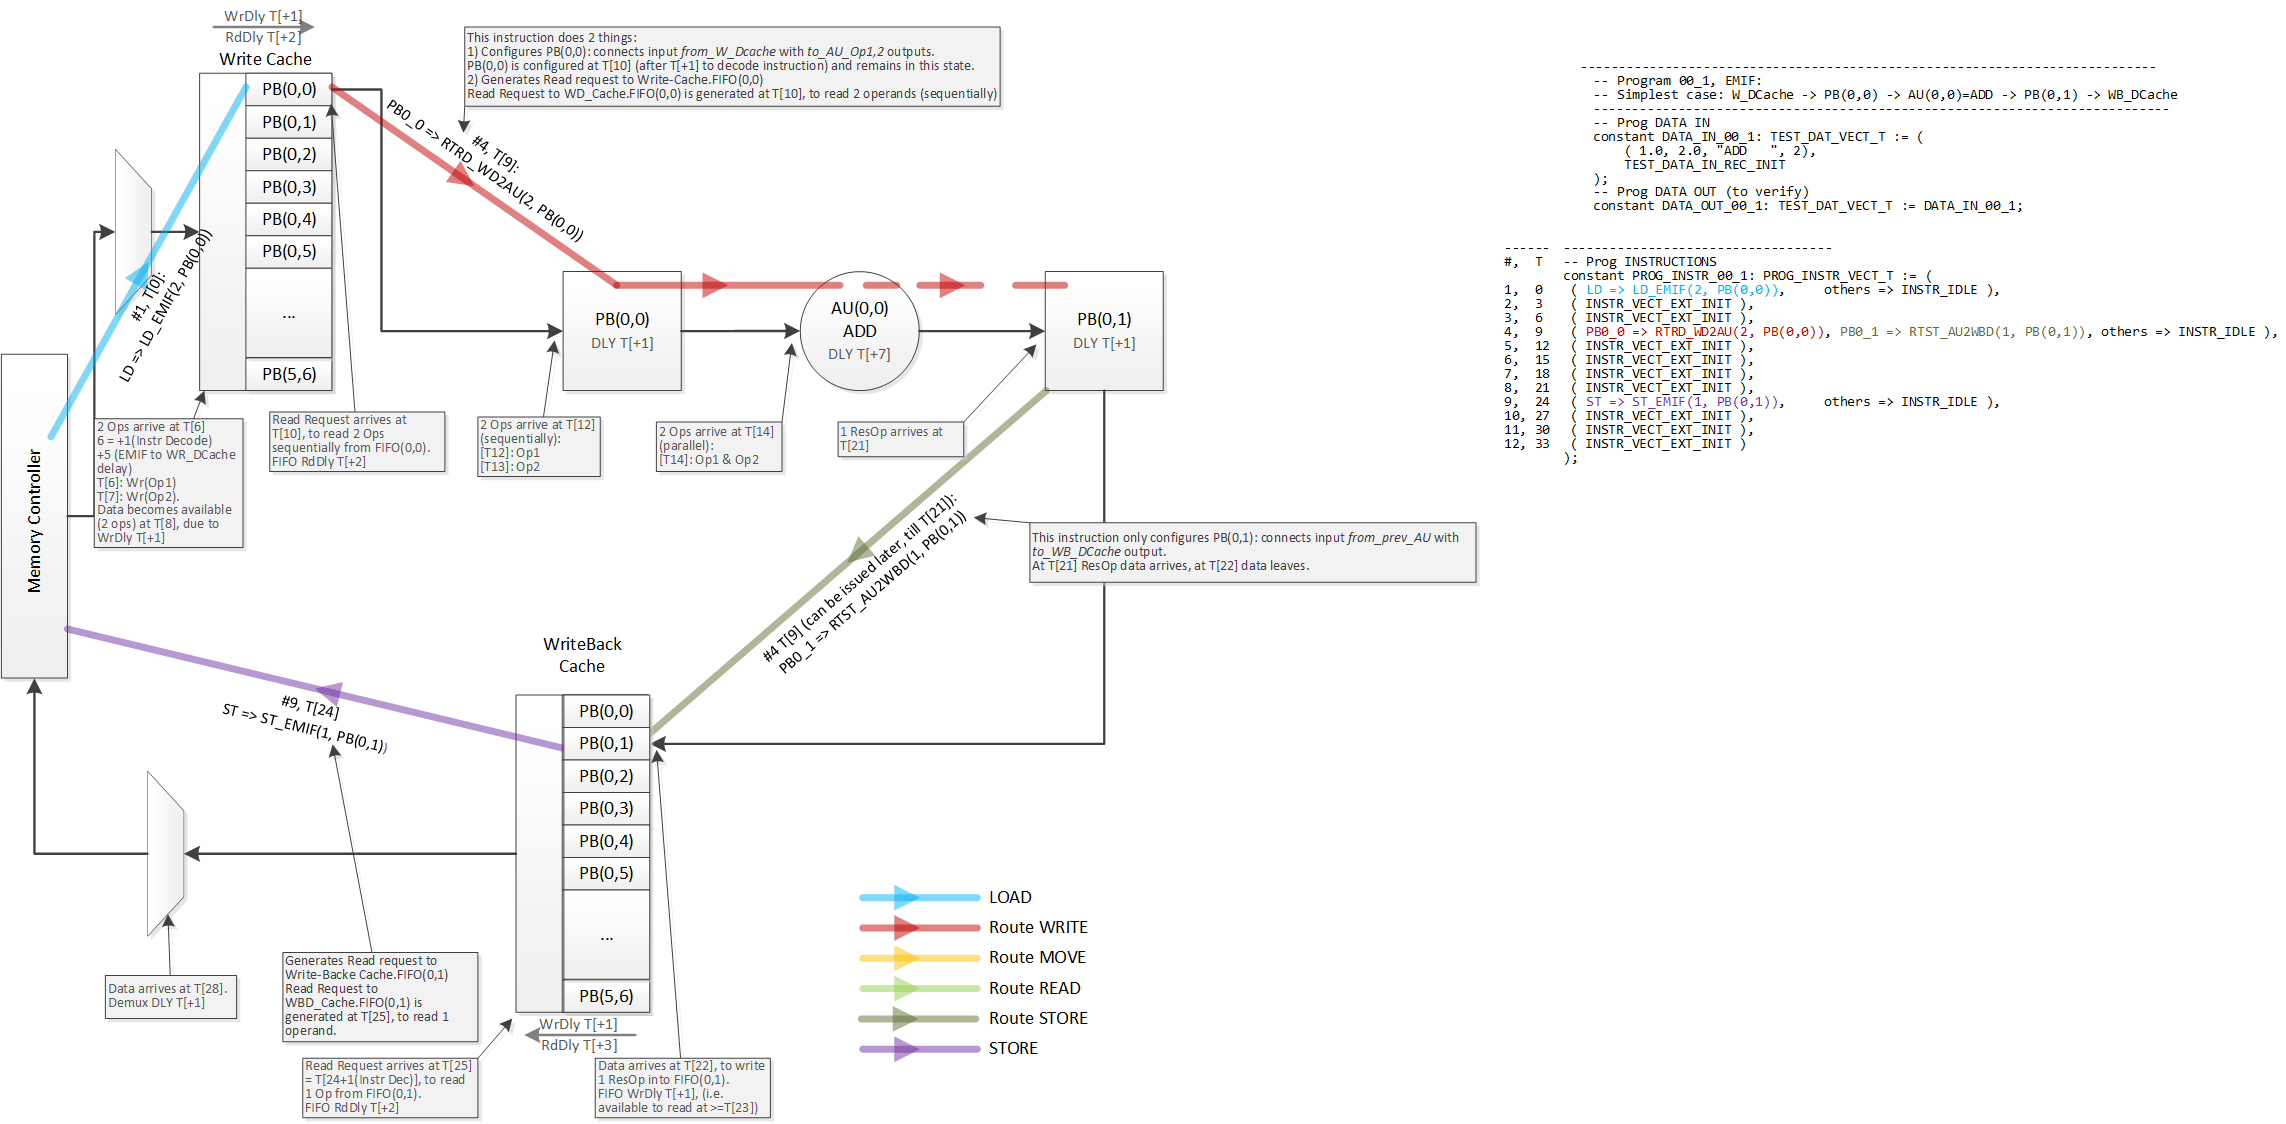 WrDly T[+1]
RdDly T[+2]
Write Cache
PB(0,0)
PB(0,1)
PB(0,2)
PB(0,3)
PB(0,4)
PB(0,5)
...
PB(5,6)
This instruction does 2 things:
1) Configures PB(0,0): connects input from_W_Dcache with to_AU_Op1,2 outputs.
PB(0,0) is configured at T[10] (after T[+1] to decode instruction) and remains in this state.
2) Generates Read request to Write-Cache.FIFO(0,0)
Read Request to WD_Cache.FIFO(0,0) is generated at T[10], to read 2 operands (sequentially)
#4, T[9]:
PB0_0 => RTRD_WD2AU(2, PB(0,0))
#1, T[0]:
LD => LD_EMIF(2, PB(0,0))
PB(0,0)
DLY T[+1]
AU(0,0)
ADD
DLY T[+7]
PB(0,1)
DLY T[+1]
Memory Controller
2 Ops arrive at T[6]
6 = +1(Instr Decode)
+5 (EMIF to WR_DCache
delay)
T[6]: Wr(Op1)
T[7]: Wr(Op2).
Data becomes available
(2 ops) at T[8], due to
WrDly T[+1]
Read Request arrives at
T[10], to read 2 Ops
sequentially from FIFO(0,0).
FIFO RdDly T[+2]
2 Ops arrive at T[12]
(sequentially):
[T12]: Op1
[T13]: Op2
2 Ops arrive at T[14]
(parallel):
[T14]: Op1 & Op2
1 ResOp arrives at
T[21]
#4 T[9] (can be issued later, till T[21]):
PB0_1 => RTST_AU2WBD(1, PB(0,1))
This instruction only configures PB(0,1): connects input from_prev_AU with
to_WB_DCache output.
At T[21] ResOp data arrives, at T[22] data leaves.
WriteBack
Cache
PB(0,0)
PB(0,1)
PB(0,2)
PB(0,3)
PB(0,4)
PB(0,5)
...
PB(5,6)
WrDly T[+1]
RdDly T[+3]
#9, T[24]
ST => ST_EMIF(1, PB(0,1))
Data arrives at T[28].
Demux DLY T[+1]
Generates Read request to
Write-Backe Cache.FIFO(0,1)
Read Request to
WBD_Cache.FIFO(0,1) is
generated at T[25], to read 1
operand.
Read Request arrives at T[25]
= T[24+1(Instr Dec)], to read
1 Op from FIFO(0,1).
FIFO RdDly T[+2]
Data arrives at T[22], to write
1 ResOp into FIFO(0,1).
FIFO WrDly T[+1], (i.e.
available to read at >=T[23])
LOAD
Route WRITE
Route MOVE
Route READ
Route STORE
STORE
--------------------------------------------------------------------------
-- Program 00_1, EMIF:
-- Simplest case: W_DCache -> PB(0,0) -> AU(0,0)=ADD -> PB(0,1) -> WB_DCache
--------------------------------------------------------------------------
-- Prog DATA IN
constant DATA_IN_00_1: TEST_DAT_VECT_T := (
( 1.0, 2.0, "ADD   ", 2),
TEST_DATA_IN_REC_INIT
);
-- Prog DATA OUT (to verify)
constant DATA_OUT_00_1: TEST_DAT_VECT_T := DATA_IN_00_1;
------  ----------------------------------
#,  T  -- Prog INSTRUCTIONS
constant PROG_INSTR_00_1: PROG_INSTR_VECT_T := (
1,  0  ( LD => LD_EMIF(2, PB(0,0)),     others => INSTR_IDLE ),
2,  3  ( INSTR_VECT_EXT_INIT ),
3,  6  ( INSTR_VECT_EXT_INIT ),
4,  9  ( PB0_0 => RTRD_WD2AU(2, PB(0,0)), PB0_1 => RTST_AU2WBD(1, PB(0,1)), others => INSTR_IDLE ),
5,  12  ( INSTR_VECT_EXT_INIT ),
6,  15  ( INSTR_VECT_EXT_INIT ),
7,  18  ( INSTR_VECT_EXT_INIT ),
8,  21  ( INSTR_VECT_EXT_INIT ),
9,  24  ( ST => ST_EMIF(1, PB(0,1)),     others => INSTR_IDLE ),
10, 27  ( INSTR_VECT_EXT_INIT ),
11, 30  ( INSTR_VECT_EXT_INIT ),
12, 33  ( INSTR_VECT_EXT_INIT )
);